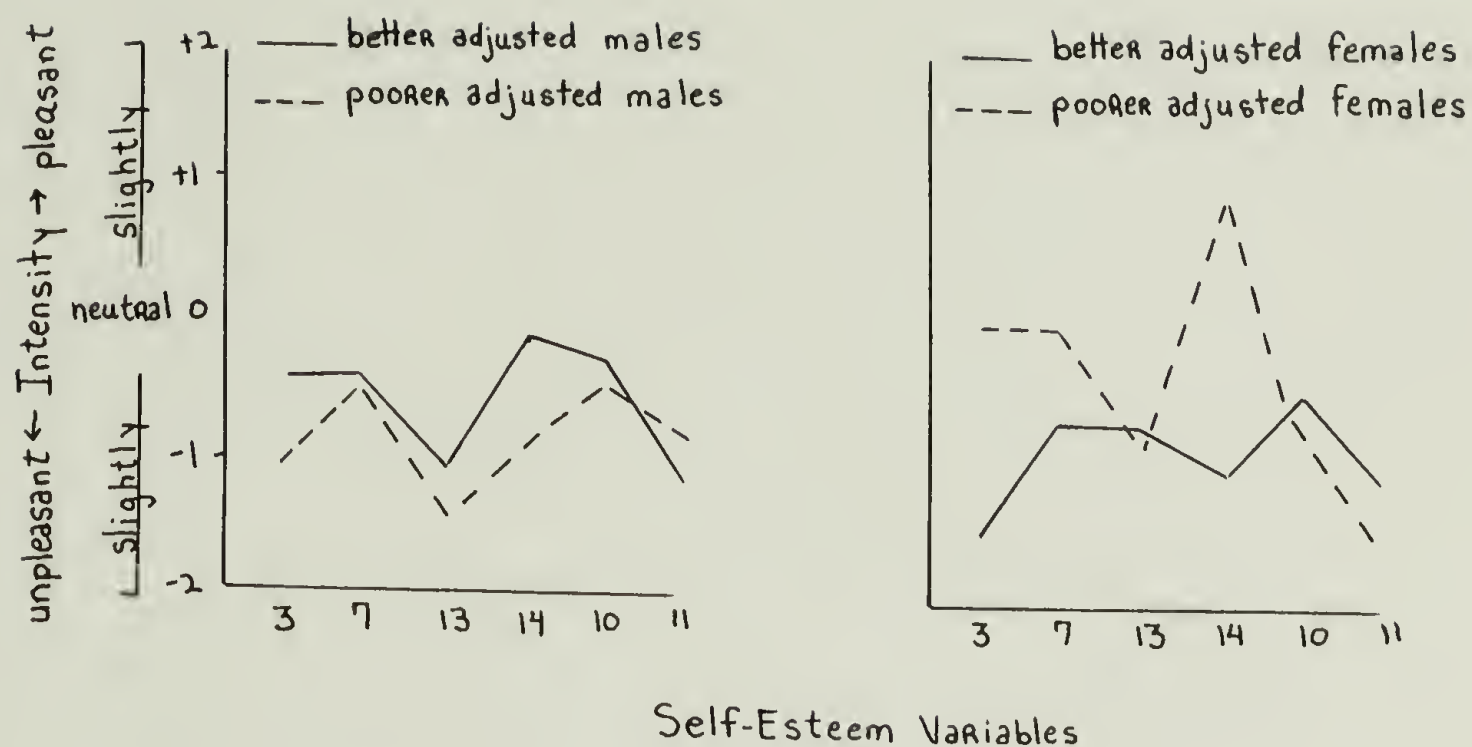 better adjusted males
poorer adjusted males
better adjusted females
poorer adjusted females
unpleasant ← Intensity → pleasant
slightly
slightly
+2
+1
neutral 0
-1
-2
3 7 13 14 10 11
3 7 13 14 10 11
Self-Esteem Variables